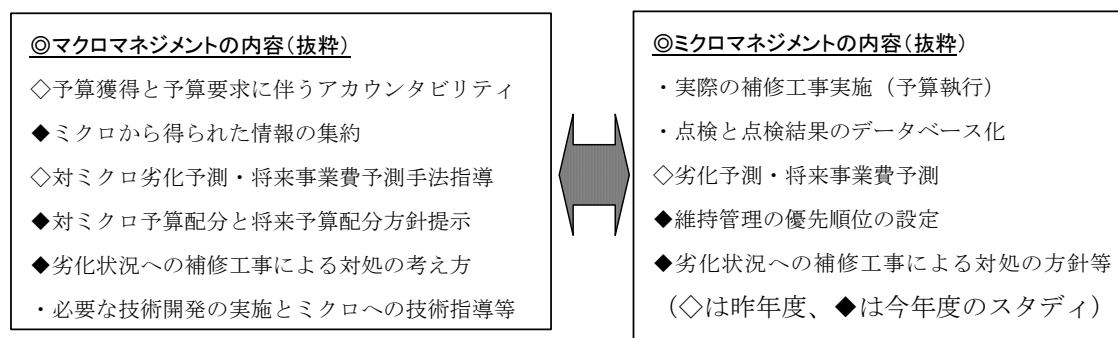 ◎マクロマネジメントの内容(抜粋)
◇予算獲得と予算要求に伴うアカウンタビリティ
◆ミクロから得られた情報の集約
◇対ミクロ劣化予測・将来事業費予測手法指導
◆対ミクロ予算配分と将来予算配分方針提示
◆劣化状況への補修工事による対処の考え方
・必要な技術開発の実施とミクロへの技術指導等
◎ミクロマネジメントの内容(抜粋)
・実際の補修工事実施（予算執行）
・点検と点検結果のデータベース化
◇劣化予測・将来事業費予測
◆維持管理の優先順位の設定
◆劣化状況への補修工事による対処の方針等
（◇は昨年度、◆は今年度のスタディ）